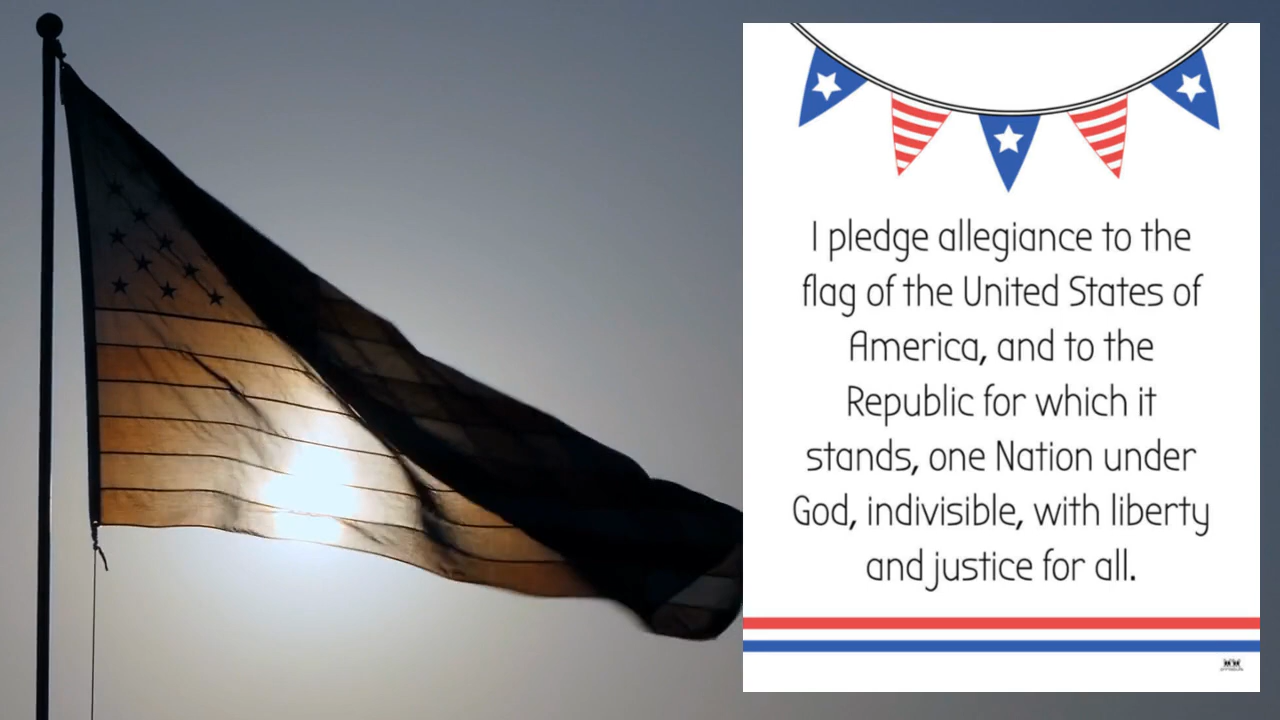 I pledge allegiance to the
flag of the United States of
America, and to the
Republic for which it
stands, one Nation under
God, indivisible, with liberty
and justice for all.